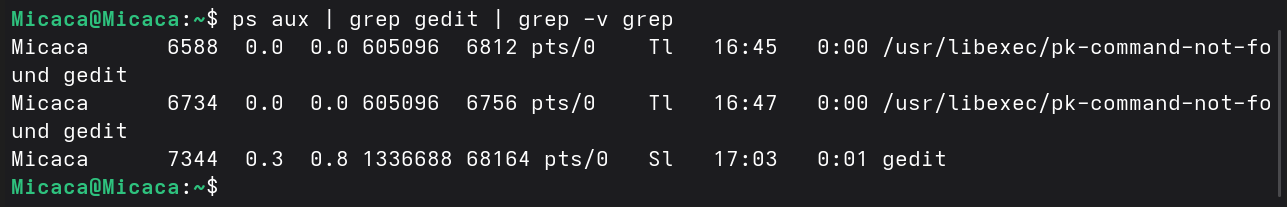 Micaca@Micaca:~$ ps aux | grep gedit | grep -v grep
Micaca      6588  0.0  0.0 605096  6812 pts/0    Tl   16:45   0:00 /usr/libexec/pk-command-not-fo
und gedit
Micaca      6734  0.0  0.0 605096  6756 pts/0    Tl   16:47   0:00 /usr/libexec/pk-command-not-fo
und gedit
Micaca      7344  0.3  0.8 1336688 68164 pts/0   Sl   17:03   0:01 gedit
Micaca@Micaca:~$